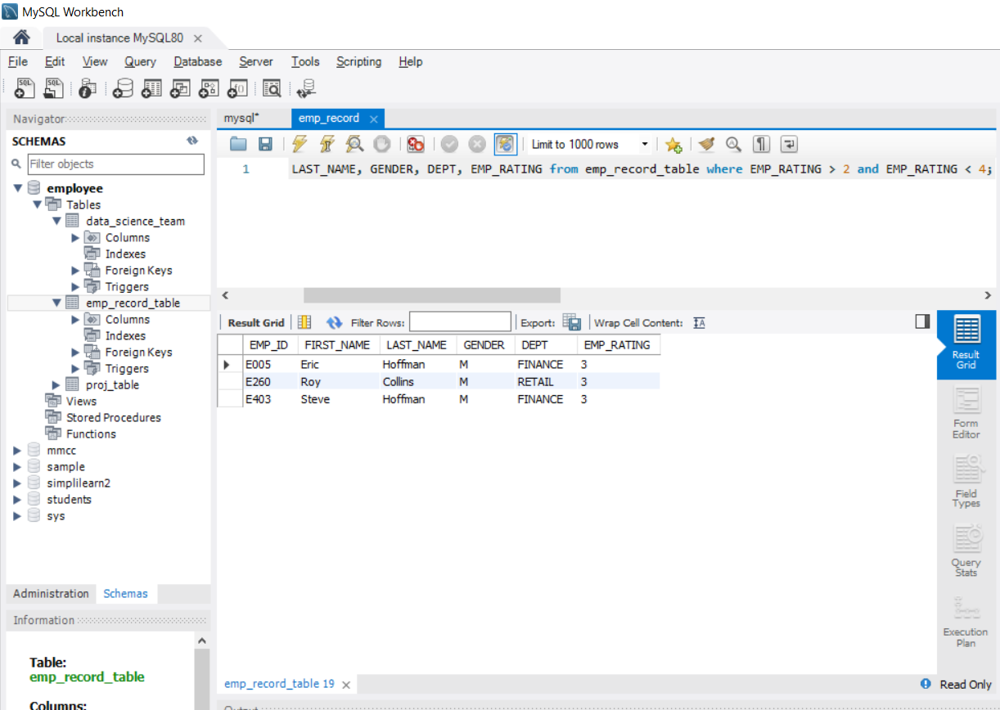 MySQL Workbench
Local instance MySQL80
File Edit View Query Database Server Tools Scripting Help
SQL SQL
Navigator
SCHEMAS
Filter objects
employee
Tables
data_science_team
Columns
Indexes
Foreign Keys
Triggers
emp_record_table
Columns
Indexes
Foreign Keys
Triggers
proj_table
Views
Stored Procedures
Functions
mmcc
sample
simplilearn2
students
sys
Administration Schemas
Information
Table:
emp_record_table
Columns:
mysql* emp_record
Limit to 1000 rows
1 LAST_NAME, GENDER, DEPT, EMP_RATING from emp_record_table where EMP_RATING > 2 and EMP_RATING < 4;
Result Grid Filter Rows: Export: Wrap Cell Content:
EMP_ID FIRST_NAME LAST_NAME GENDER DEPT EMP_RATING
E005 Eric Hoffman M FINANCE 3
E260 Roy Collins M RETAIL 3
E403 Steve Hoffman M FINANCE 3
Result
Grid
Form
Editor
Field
Types
Query
Stats
Execution
Plan
emp_record_table 19
Read Only
Output